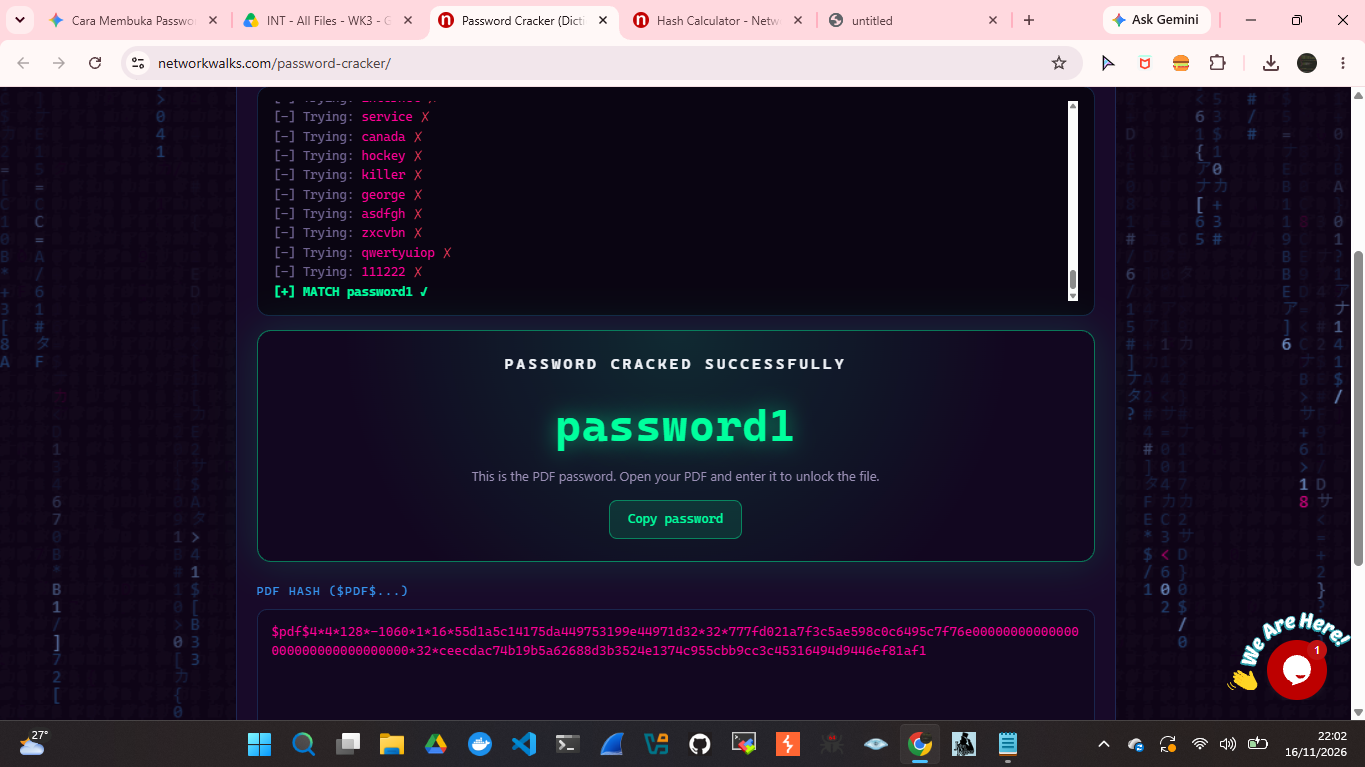 Cara Membuka Passwo
INT - All Files - WK3 - G
Password Cracker (Dicti
Hash Calculator - Netw
untitled
Ask Gemini
networkwalks.com/password-cracker/
[-] Trying: service ✗
[-] Trying: canada ✗
[-] Trying: hockey ✗
[-] Trying: killer ✗
[-] Trying: george ✗
[-] Trying: asdfgh ✗
[-] Trying: zxcvbn ✗
[-] Trying: qwertyuiop ✗
[-] Trying: 111222 ✗
[+] MATCH password1 ✓
PASSWORD CRACKED SUCCESSFULLY
password1
This is the PDF password. Open your PDF and enter it to unlock the file.
Copy password
PDF HASH ($PDF$...)
$pdf$4*4*128*-1060*1*16*55d1a5c14175da449753199e44971d32*32*777fd021a7f3c5ae598c0c6495c7f76e0000000000000
0000000000000000000*32*ceecdac74b19b5a62688d3b3524e1374c955cbb9cc3c45316494d9446ef81af1
We Are Here!
1
27°
22:02
16/11/2026